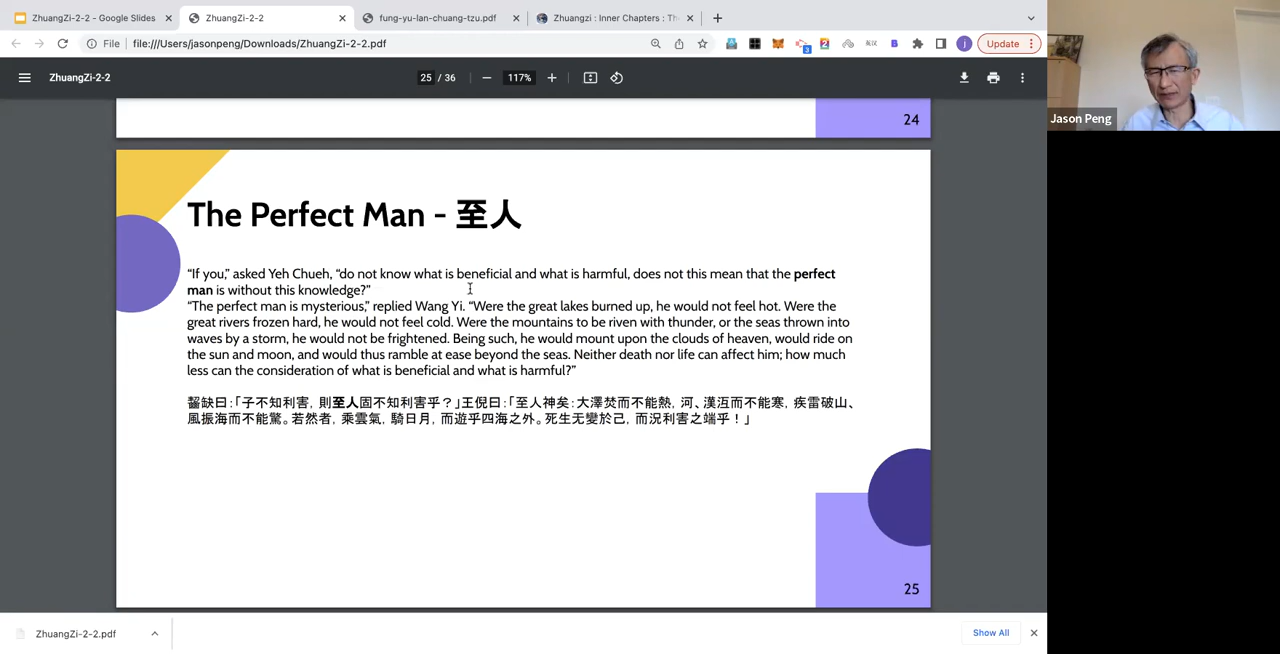 ZhuangZi-2-2 - Google Slides
ZhuangZi-2-2
fung-yu-lan-chuang-tzu.pdf
Zhuangzi : Inner Chapters : Th
File
file:///Users/jasonpeng/Downloads/ZhuangZi-2-2.pdf
Update
ZhuangZi-2-2
25 / 36
117%
Jason Peng
24
The Perfect Man - 至人
“If you,” asked Yeh Chueh, “do not know what is beneficial and what is harmful, does not this mean that the perfect
man is without this knowledge?”
“The perfect man is mysterious,” replied Wang Yi. “Were the great lakes burned up, he would not feel hot. Were the
great rivers frozen hard, he would not feel cold. Were the mountains to be riven with thunder, or the seas thrown into
waves by a storm, he would not be frightened. Being such, he would mount upon the clouds of heaven, would ride on
the sun and moon, and would thus ramble at ease beyond the seas. Neither death nor life can affect him; how much
less can the consideration of what is beneficial and what is harmful?”
齧缺曰：「子不知利害，則至人固不知利害乎？」王倪曰：「至人神矣：大澤焚而不能熱，河、漢沍而不能寒，疾雷破山、
風振海而不能驚。若然者，乘雲氣，騎日月，而遊乎四海之外。死生无變於己，而況利害之端乎！」
25
ZhuangZi-2-2.pdf
Show All